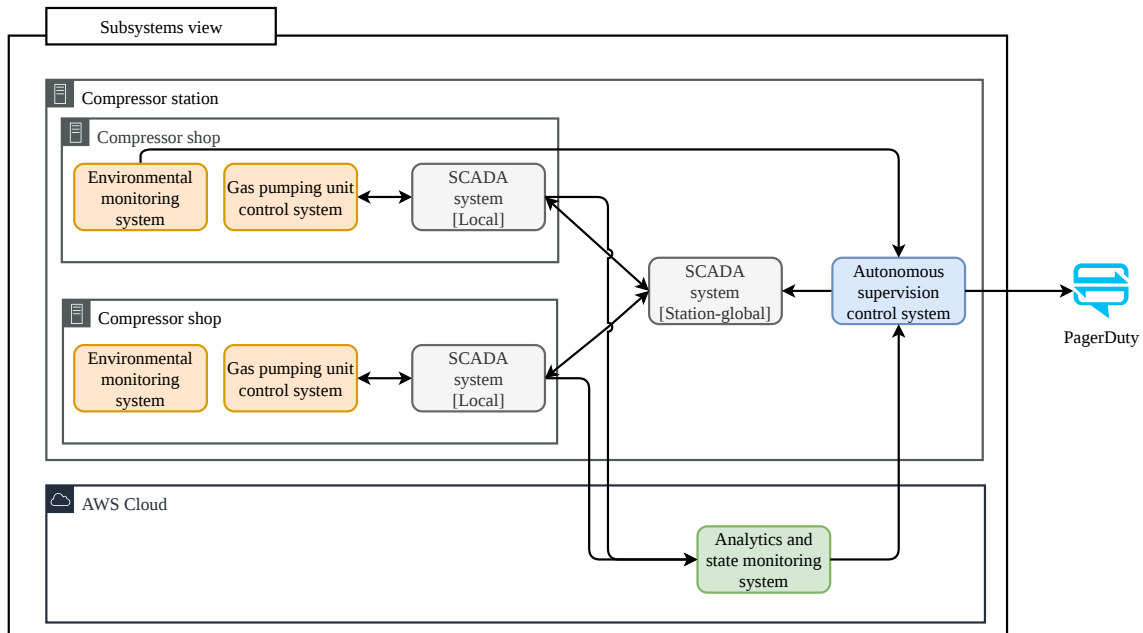 Subsystems view
Compressor station
Compressor shop
Environmental
monitoring
system
Gas pumping unit
control system
SCADA
system
[Local]
SCADA
system
[Station-global]
Autonomous
supervision
control system
PagerDuty
Compressor shop
Environmental
monitoring
system
Gas pumping unit
control system
SCADA
system
[Local]
AWS Cloud
Analytics and
state monitoring
system